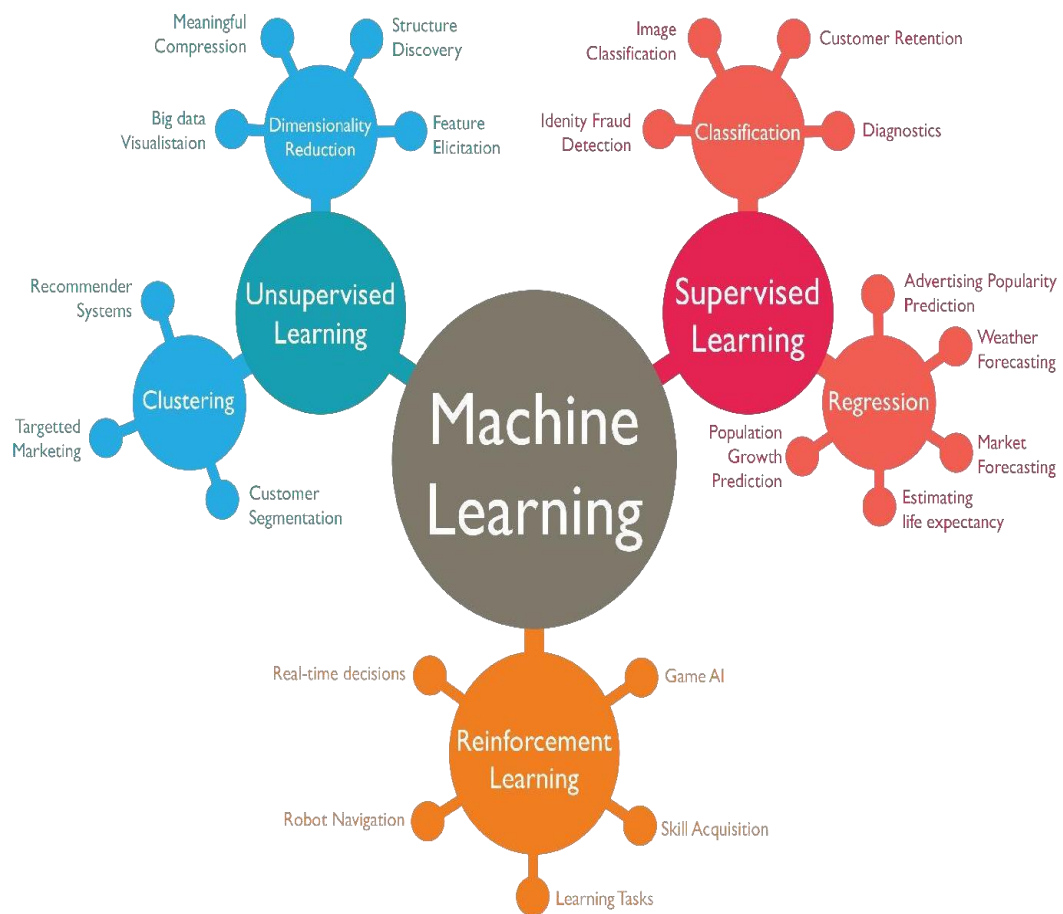 Meaningful
Compression
Structure
Discovery
Big data
Visualistaion
Dimensionality
Reduction
Feature
Elicitation
Unsupervised
Learning
Recommender
Systems
Clustering
Targetted
Marketing
Customer
Segmentation
Image
Classification
Customer Retention
Idenity Fraud
Detection
Classification
Diagnostics
Supervised
Learning
Advertising Popularity
Prediction
Weather
Forecasting
Regression
Population
Growth
Prediction
Market
Forecasting
Estimating
life expectancy
Machine
Learning
Real-time decisions
Game AI
Reinforcement
Learning
Robot Navigation
Skill Acquisition
Learning Tasks